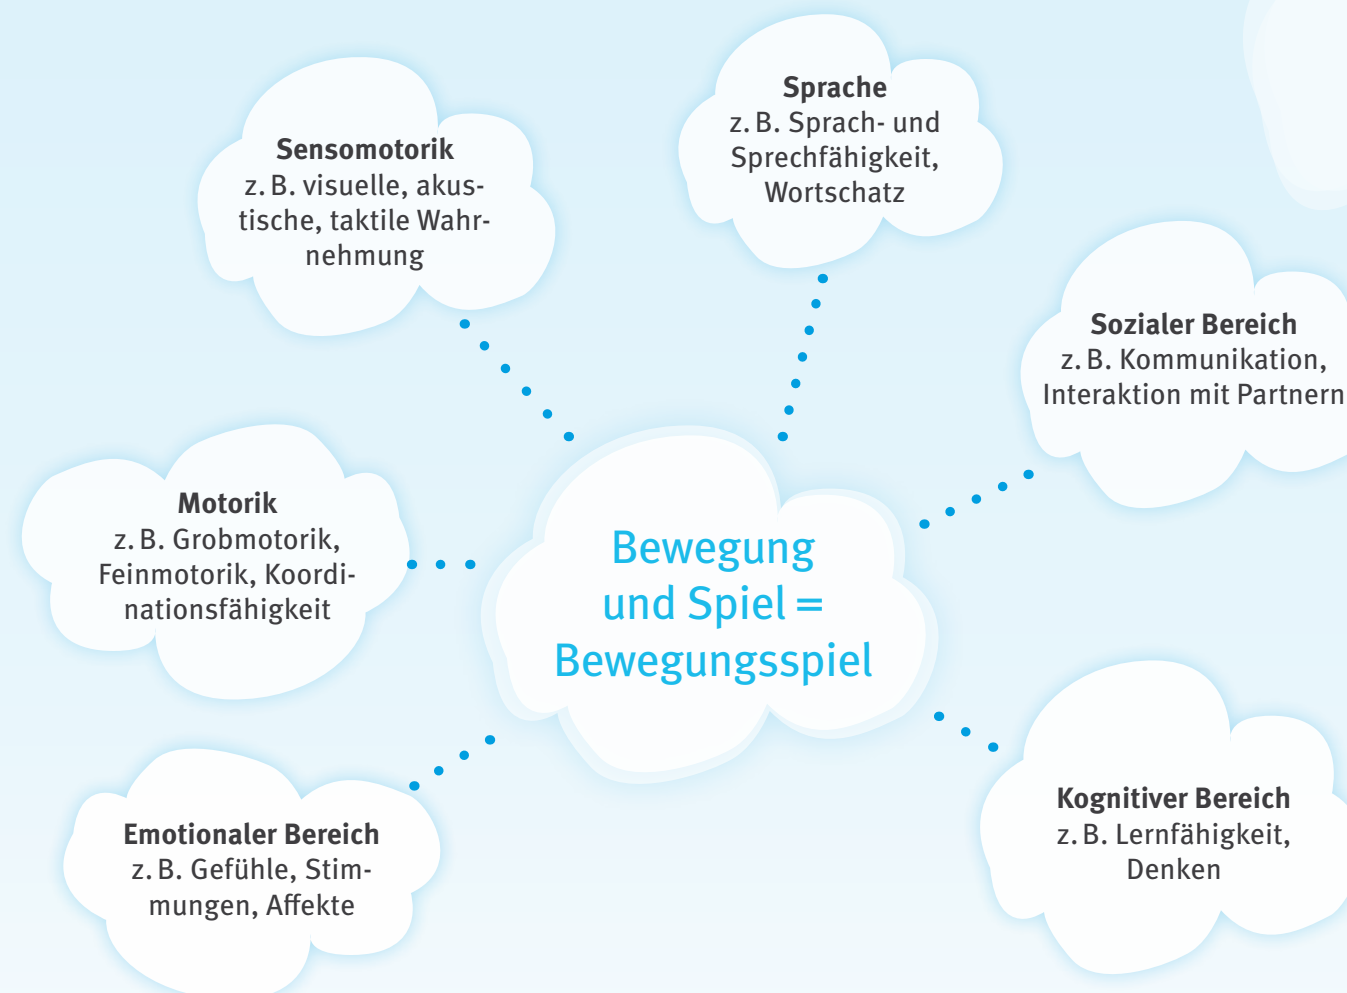 Sprache
z. B. Sprach- und
Sprechfähigkeit,
Wortschatz
Sensomotorik
z. B. visuelle, akus-
tische, taktile Wahr-
nehmung
Sozialer Bereich
z. B. Kommunikation,
Interaktion mit Partnern
Motorik
z. B. Grobmotorik,
Feinmotorik, Koordi-
nationsfähigkeit
Bewegung
und Spiel =
Bewegungsspiel
Emotionaler Bereich
z. B. Gefühle, Stim-
mungen, Affekte
Kognitiver Bereich
z. B. Lernfähigkeit,
Denken